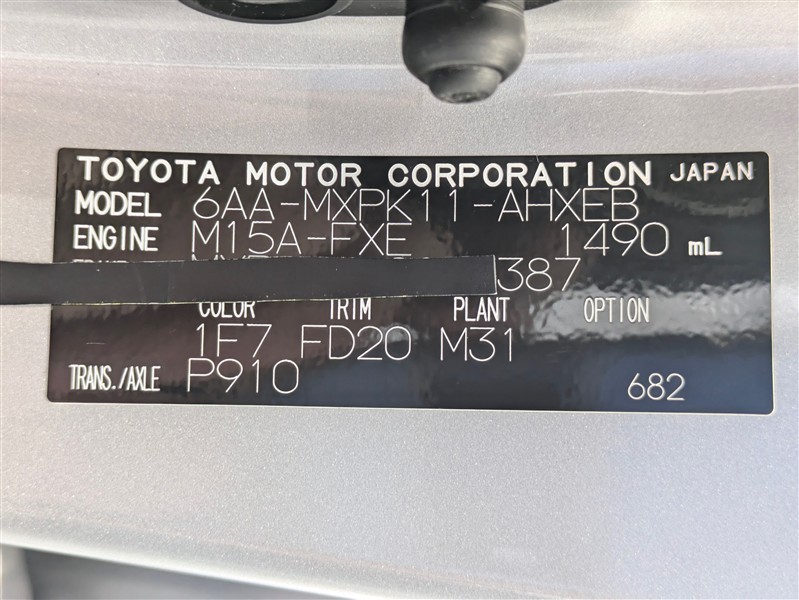 TOYOTA MOTOR CORPORATION JAPAN
MODEL 6AA-MXPK11-AHXEB
ENGINE M15A-FXE 1490 mL
387
COLOR TRIM PLANT OPTION
1F7 FD20 M31
TRANS./AXLE P910 682